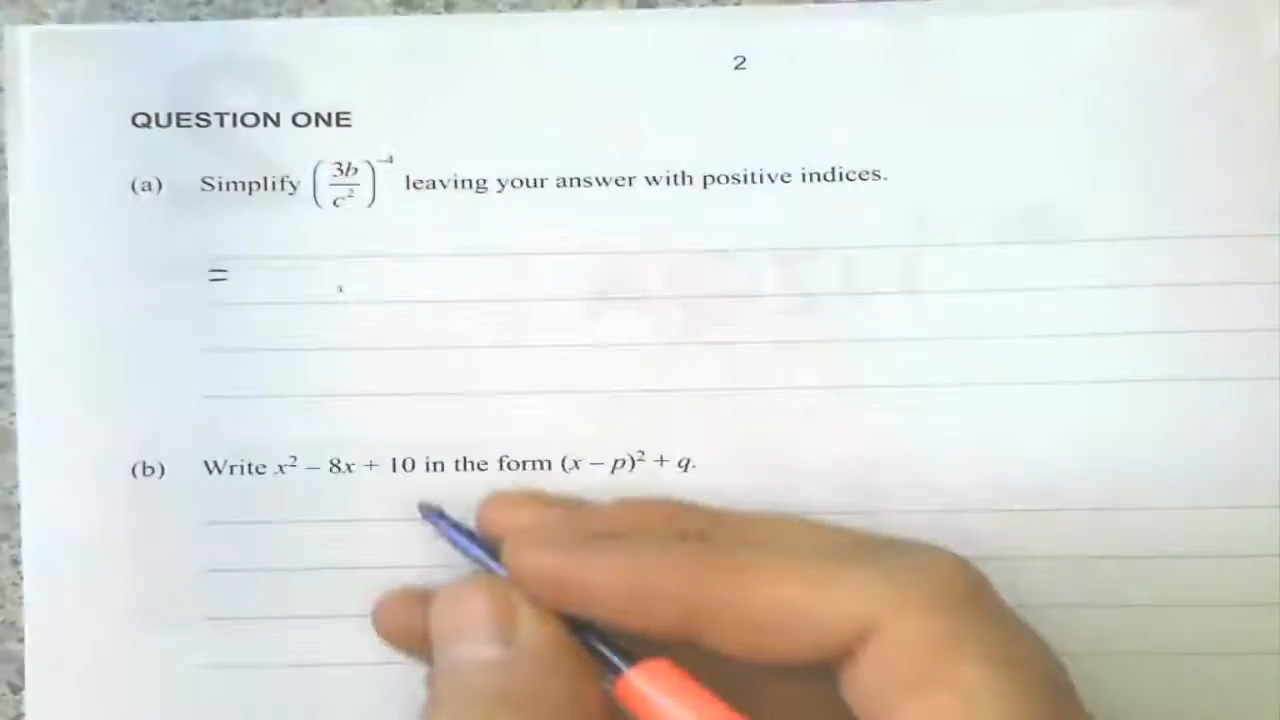 2
QUESTION ONE
(a) Simplify (3b/c²)⁻⁴ leaving your answer with positive indices.
=
(b) Write x² – 8x + 10 in the form (x – p)² + q.